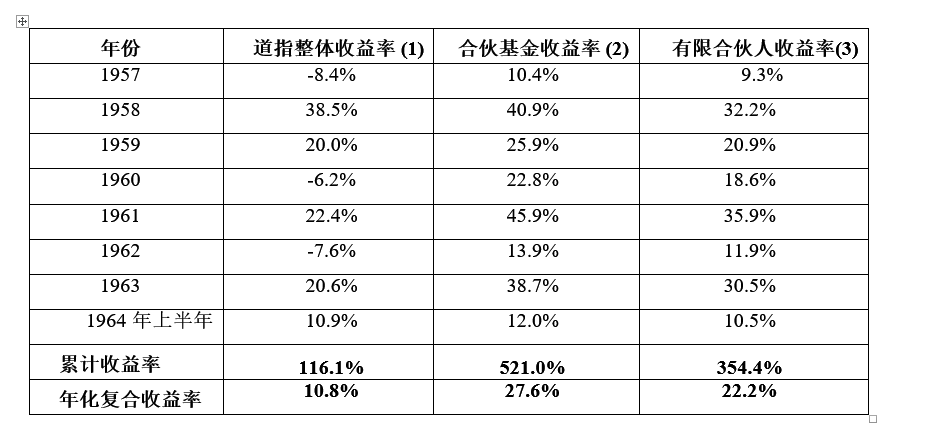 年份 道指整体收益率 (1) 合伙基金收益率 (2) 有限合伙人收益率(3)
1957 -8.4% 10.4% 9.3%
1958 38.5% 40.9% 32.2%
1959 20.0% 25.9% 20.9%
1960 -6.2% 22.8% 18.6%
1961 22.4% 45.9% 35.9%
1962 -7.6% 13.9% 11.9%
1963 20.6% 38.7% 30.5%
1964 年上半年 10.9% 12.0% 10.5%
累计收益率 116.1% 521.0% 354.4%
年化复合收益率 10.8% 27.6% 22.2%